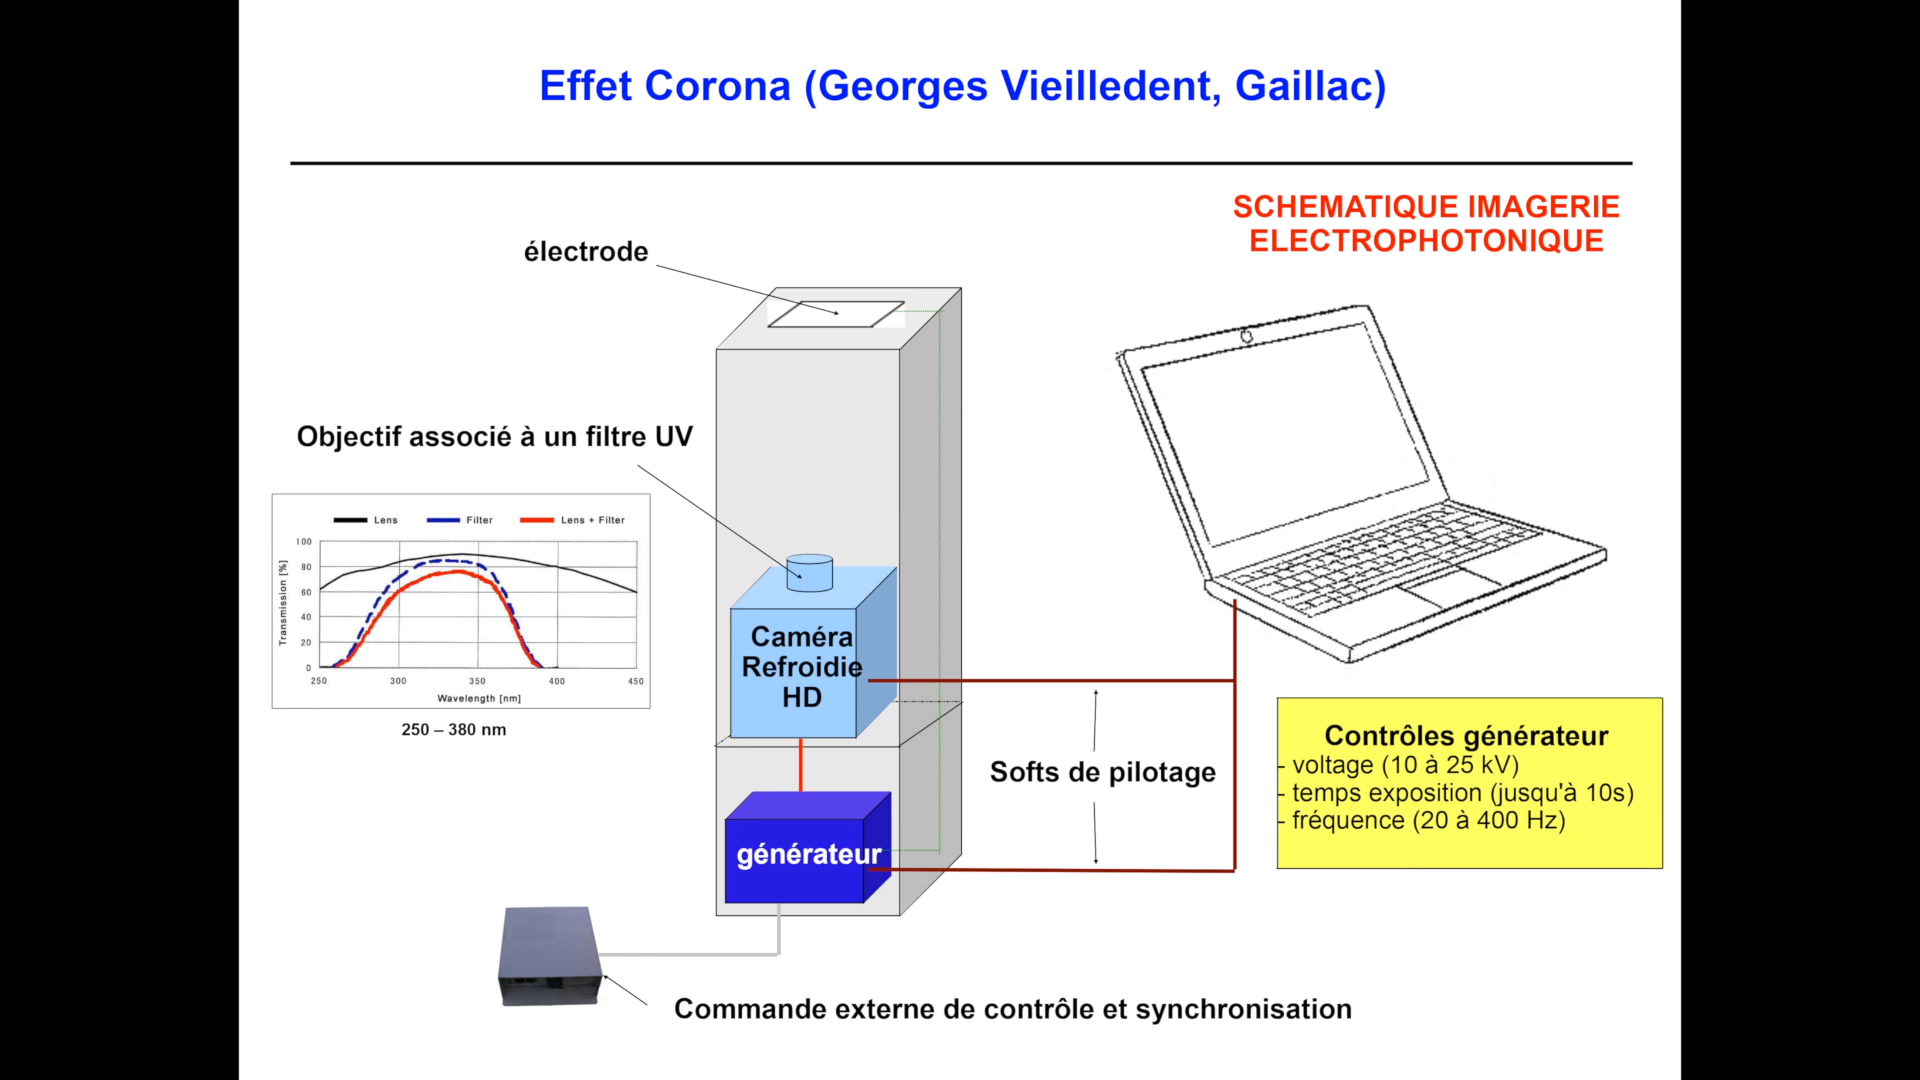 Effet Corona (Georges Vieilledent, Gaillac)
SCHEMATIQUE IMAGERIE
ELECTROPHOTONIQUE
électrode
Objectif associé à un filtre UV
Lens
Filter
Lens + Filter
Transmission [%]
100
80
60
40
20
0
250
300
350
400
450
Wavelength [nm]
250 – 380 nm
Caméra
Refroidie
HD
Softs de pilotage
générateur
Contrôles générateur
- voltage (10 à 25 kV)
- temps exposition (jusqu'à 10s)
- fréquence (20 à 400 Hz)
Commande externe de contrôle et synchronisation